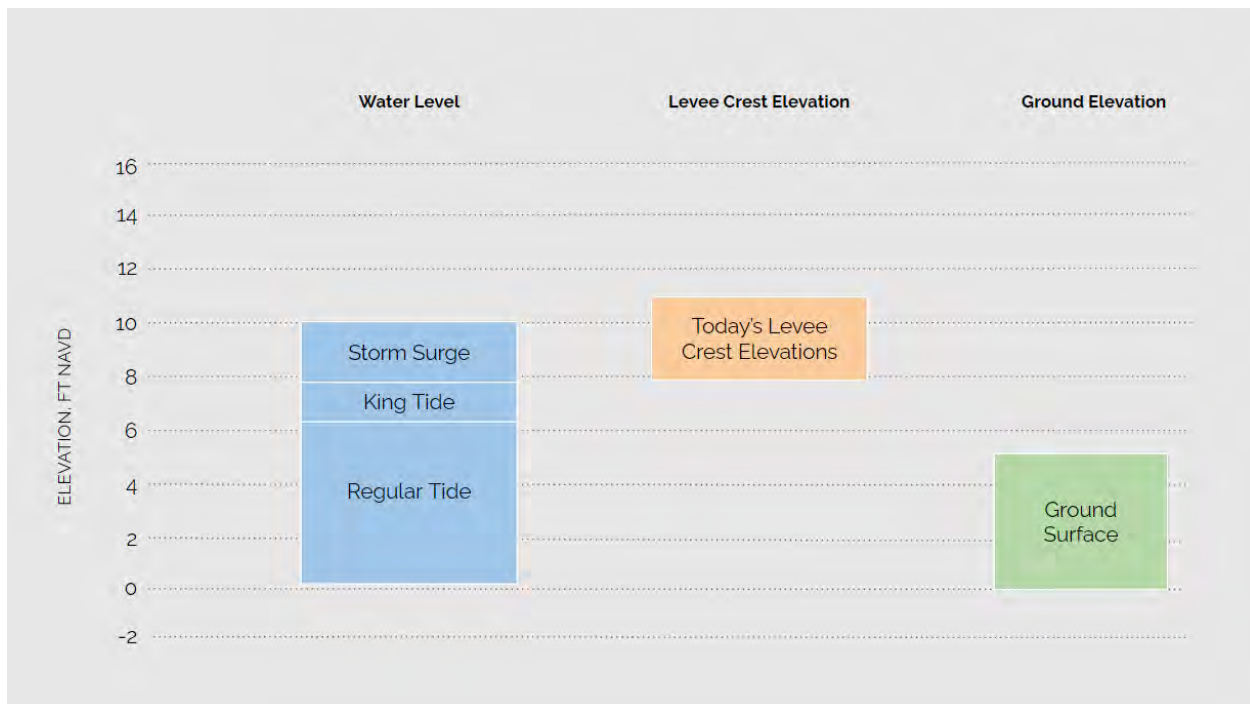 Water Level
Levee Crest Elevation
Ground Elevation
ELEVATION, FT NAVD
16
14
12
10
8
6
4
2
0
-2
Storm Surge
King Tide
Regular Tide
Today's Levee
Crest Elevations
Ground
Surface